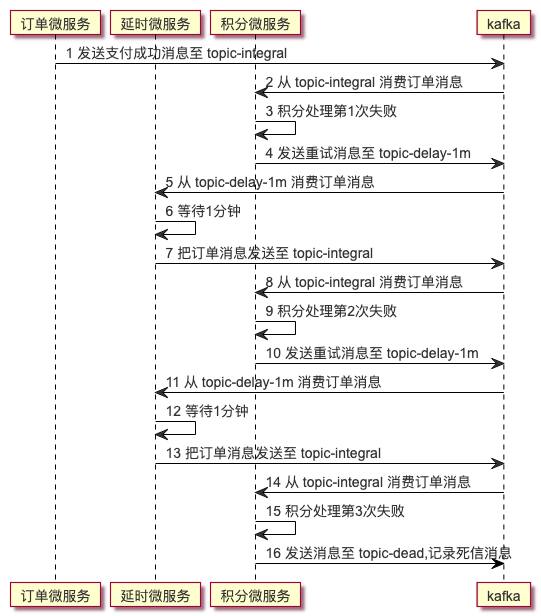 订单微服务 延时微服务 积分微服务 kafka
1 发送支付成功消息至 topic-integral
2 从 topic-integral 消费订单消息
3 积分处理第1次失败
4 发送重试消息至 topic-delay-1m
5 从 topic-delay-1m 消费订单消息
6 等待1分钟
7 把订单消息发送至 topic-integral
8 从 topic-integral 消费订单消息
9 积分处理第2次失败
10 发送重试消息至 topic-delay-1m
11 从 topic-delay-1m 消费订单消息
12 等待1分钟
13 把订单消息发送至 topic-integral
14 从 topic-integral 消费订单消息
15 积分处理第3次失败
16 发送消息至 topic-dead,记录死信消息
订单微服务 延时微服务 积分微服务 kafka